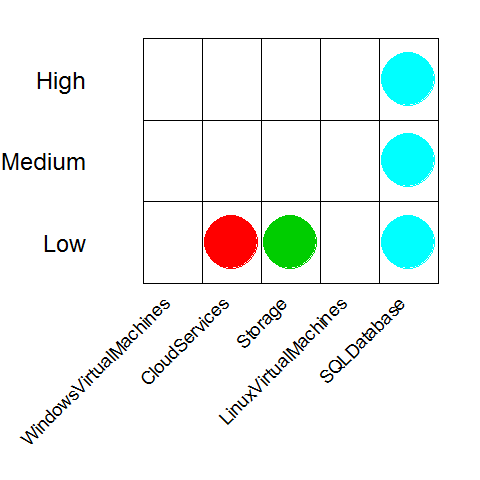 High
Medium
Low
WindowsVirtualMachines
CloudServices
Storage
LinuxVirtualMachines
SQLDatabase